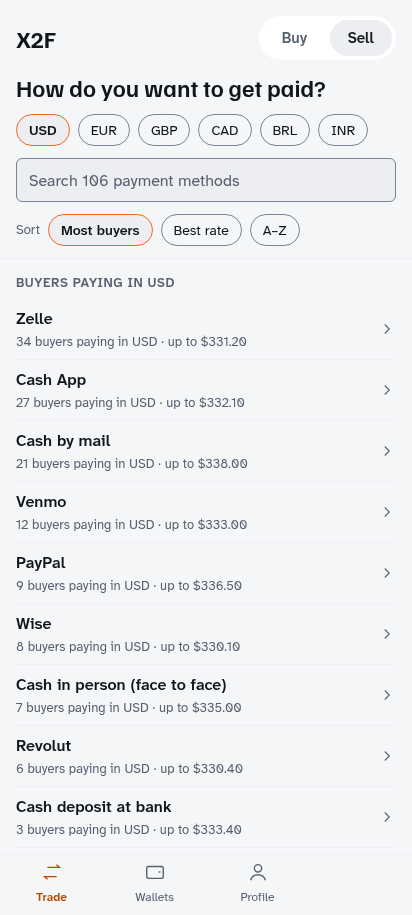 X2F
Buy Sell
How do you want to get paid?
USD EUR GBP CAD BRL INR
Search 106 payment methods
Sort Most buyers Best rate A–Z
BUYERS PAYING IN USD
Zelle
34 buyers paying in USD · up to $331.20
Cash App
27 buyers paying in USD · up to $332.10
Cash by mail
21 buyers paying in USD · up to $338.00
Venmo
12 buyers paying in USD · up to $333.00
PayPal
9 buyers paying in USD · up to $336.50
Wise
8 buyers paying in USD · up to $330.10
Cash in person (face to face)
7 buyers paying in USD · up to $335.00
Revolut
6 buyers paying in USD · up to $330.40
Cash deposit at bank
3 buyers paying in USD · up to $333.40
Trade Wallets Profile